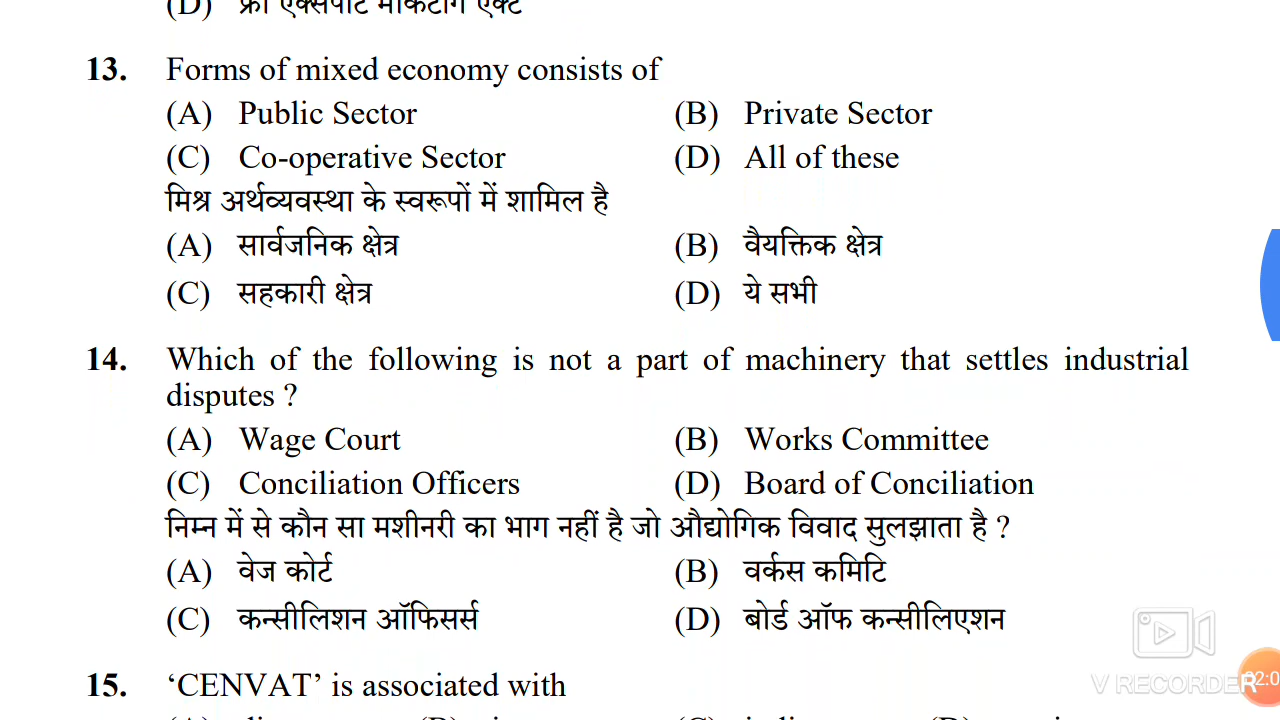 (D) फ्री एक्सपोर्ट मार्केटींग एक्ट
13. Forms of mixed economy consists of
(A) Public Sector (B) Private Sector
(C) Co-operative Sector (D) All of these
मिश्र अर्थव्यवस्था के स्वरूपों में शामिल है
(A) सार्वजनिक क्षेत्र (B) वैयक्तिक क्षेत्र
(C) सहकारी क्षेत्र (D) ये सभी
14. Which of the following is not a part of machinery that settles industrial
disputes ?
(A) Wage Court (B) Works Committee
(C) Conciliation Officers (D) Board of Conciliation
निम्न में से कौन सा मशीनरी का भाग नहीं है जो औद्योगिक विवाद सुलझाता है ?
(A) वेज कोर्ट (B) वर्कस कमिटि
(C) कन्सीलिशन ऑफिसर्स (D) बोर्ड ऑफ कन्सीलिएशन
15. ‘CENVAT’ is associated with
V RECORDER